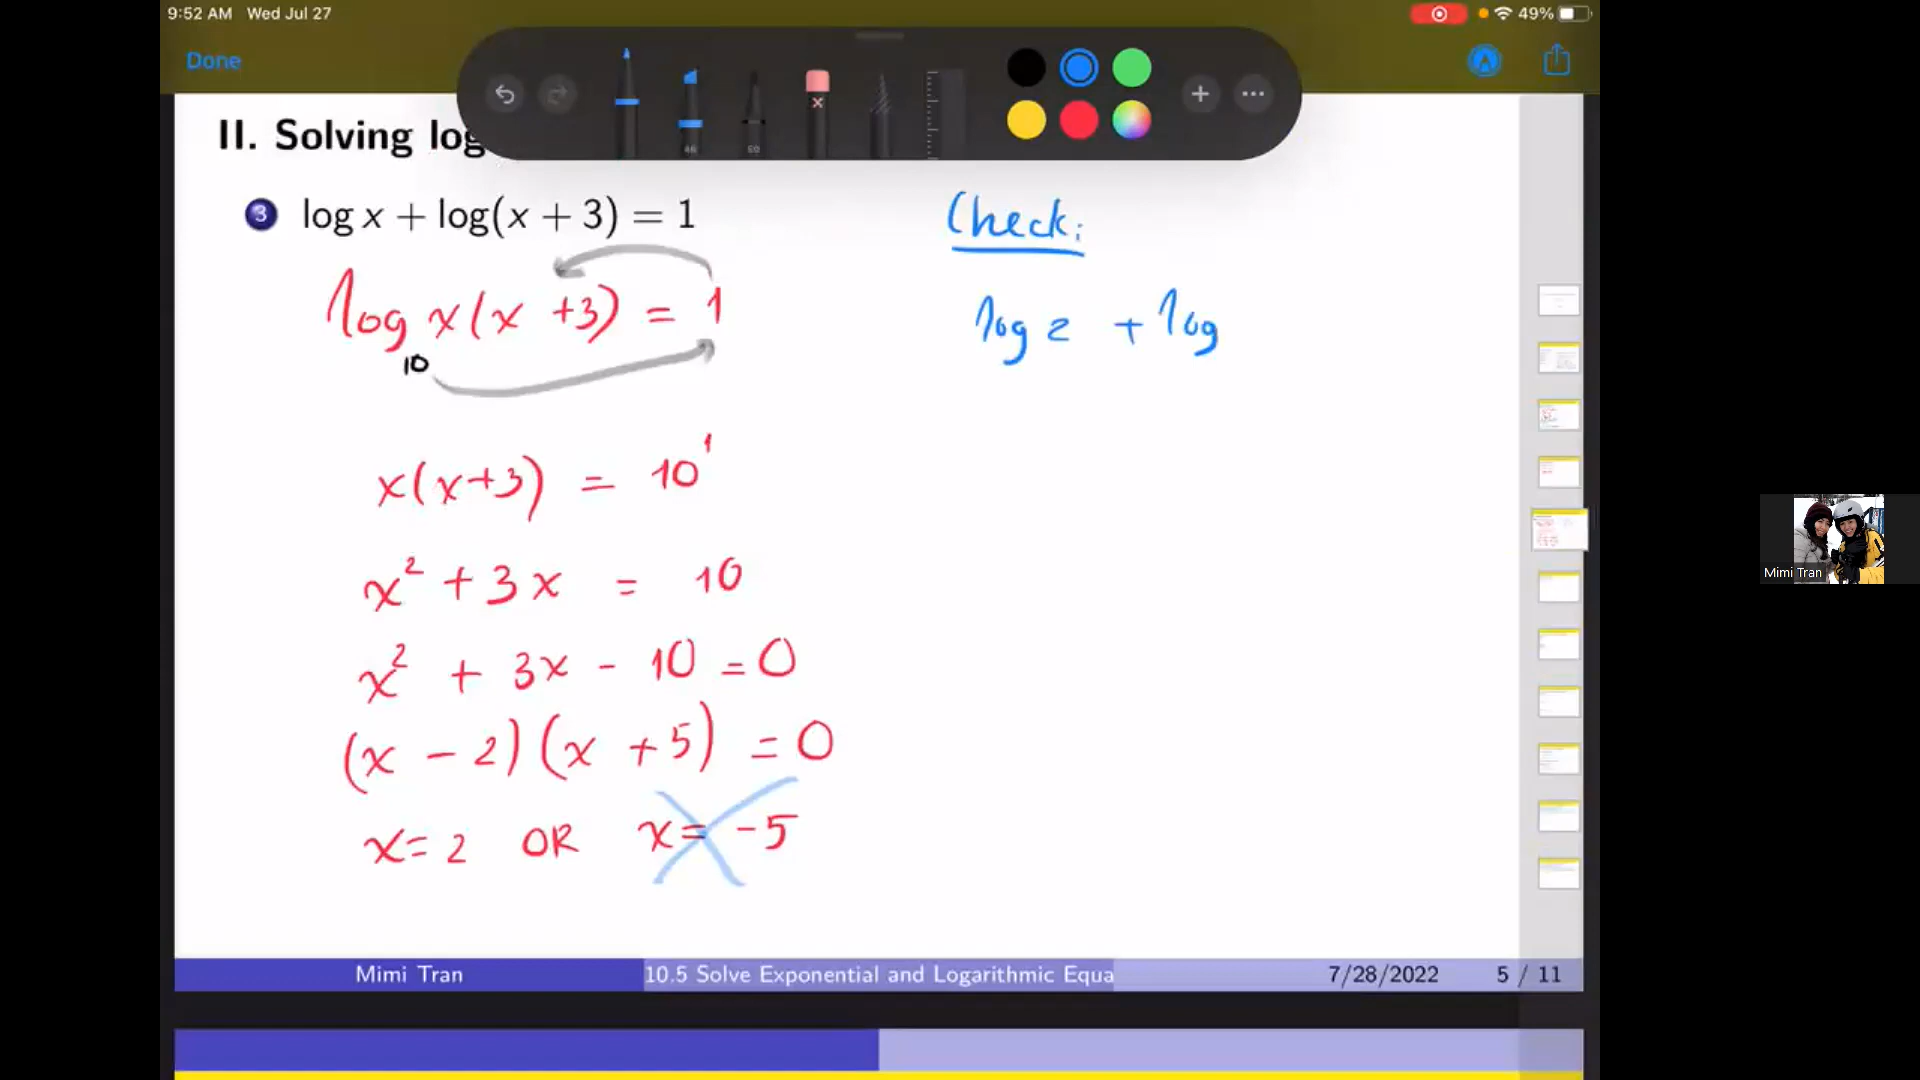 9:52 AM Wed Jul 27
49%
Done
II. Solving log
3 log x + log(x + 3) = 1
log₁₀ x(x + 3) = 1
x(x+3) = 10¹
x² + 3x = 10
x² + 3x - 10 = 0
(x - 2)(x + 5) = 0
x = 2 OR x = -5
Check:
log 2 + log
Mimi Tran
Mimi Tran 10.5 Solve Exponential and Logarithmic Equa 7/28/2022 5 / 11